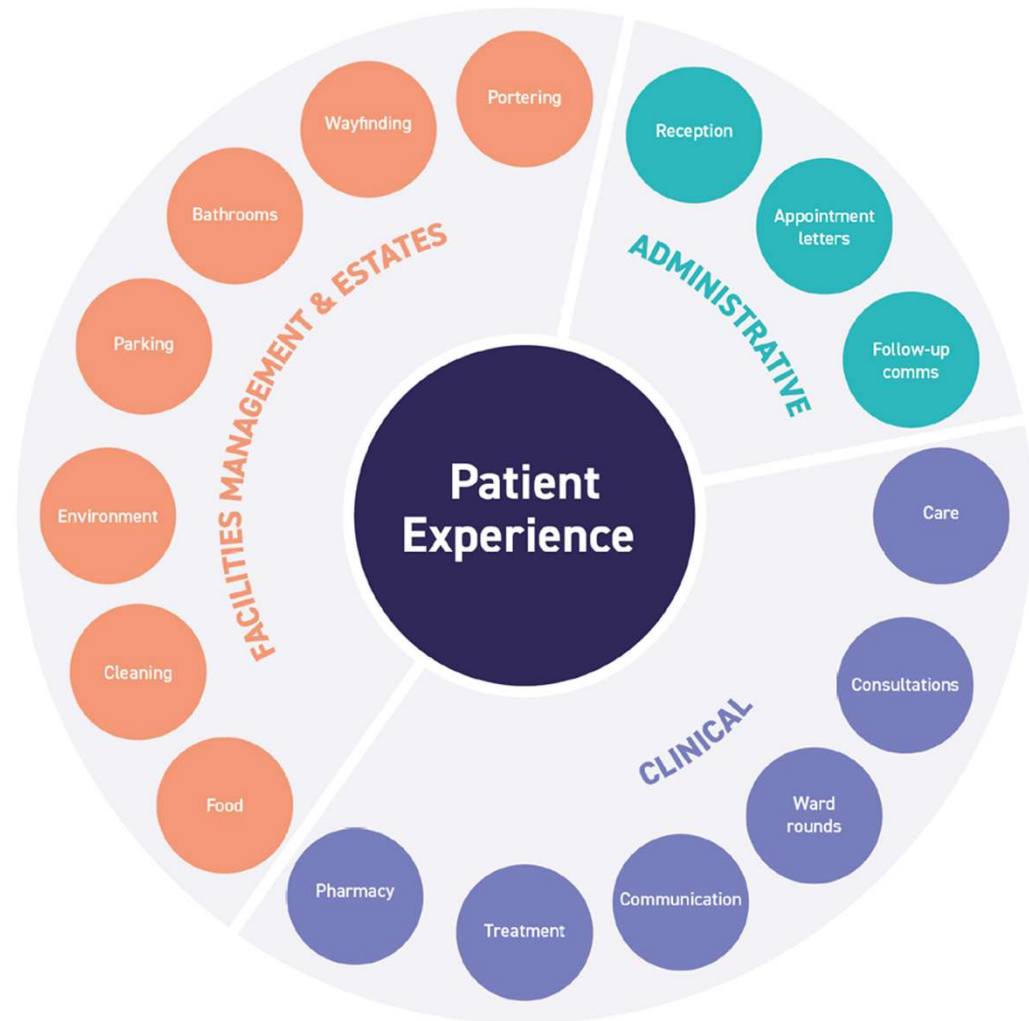 Portering
Wayfinding
Bathrooms
Parking
Environment
Cleaning
Food
FACILITIES MANAGEMENT & ESTATES
Reception
Appointment
letters
Follow-up
comms
ADMINISTRATIVE
Patient
Experience
Care
Consultations
Ward
rounds
Communication
Treatment
Pharmacy
CLINICAL